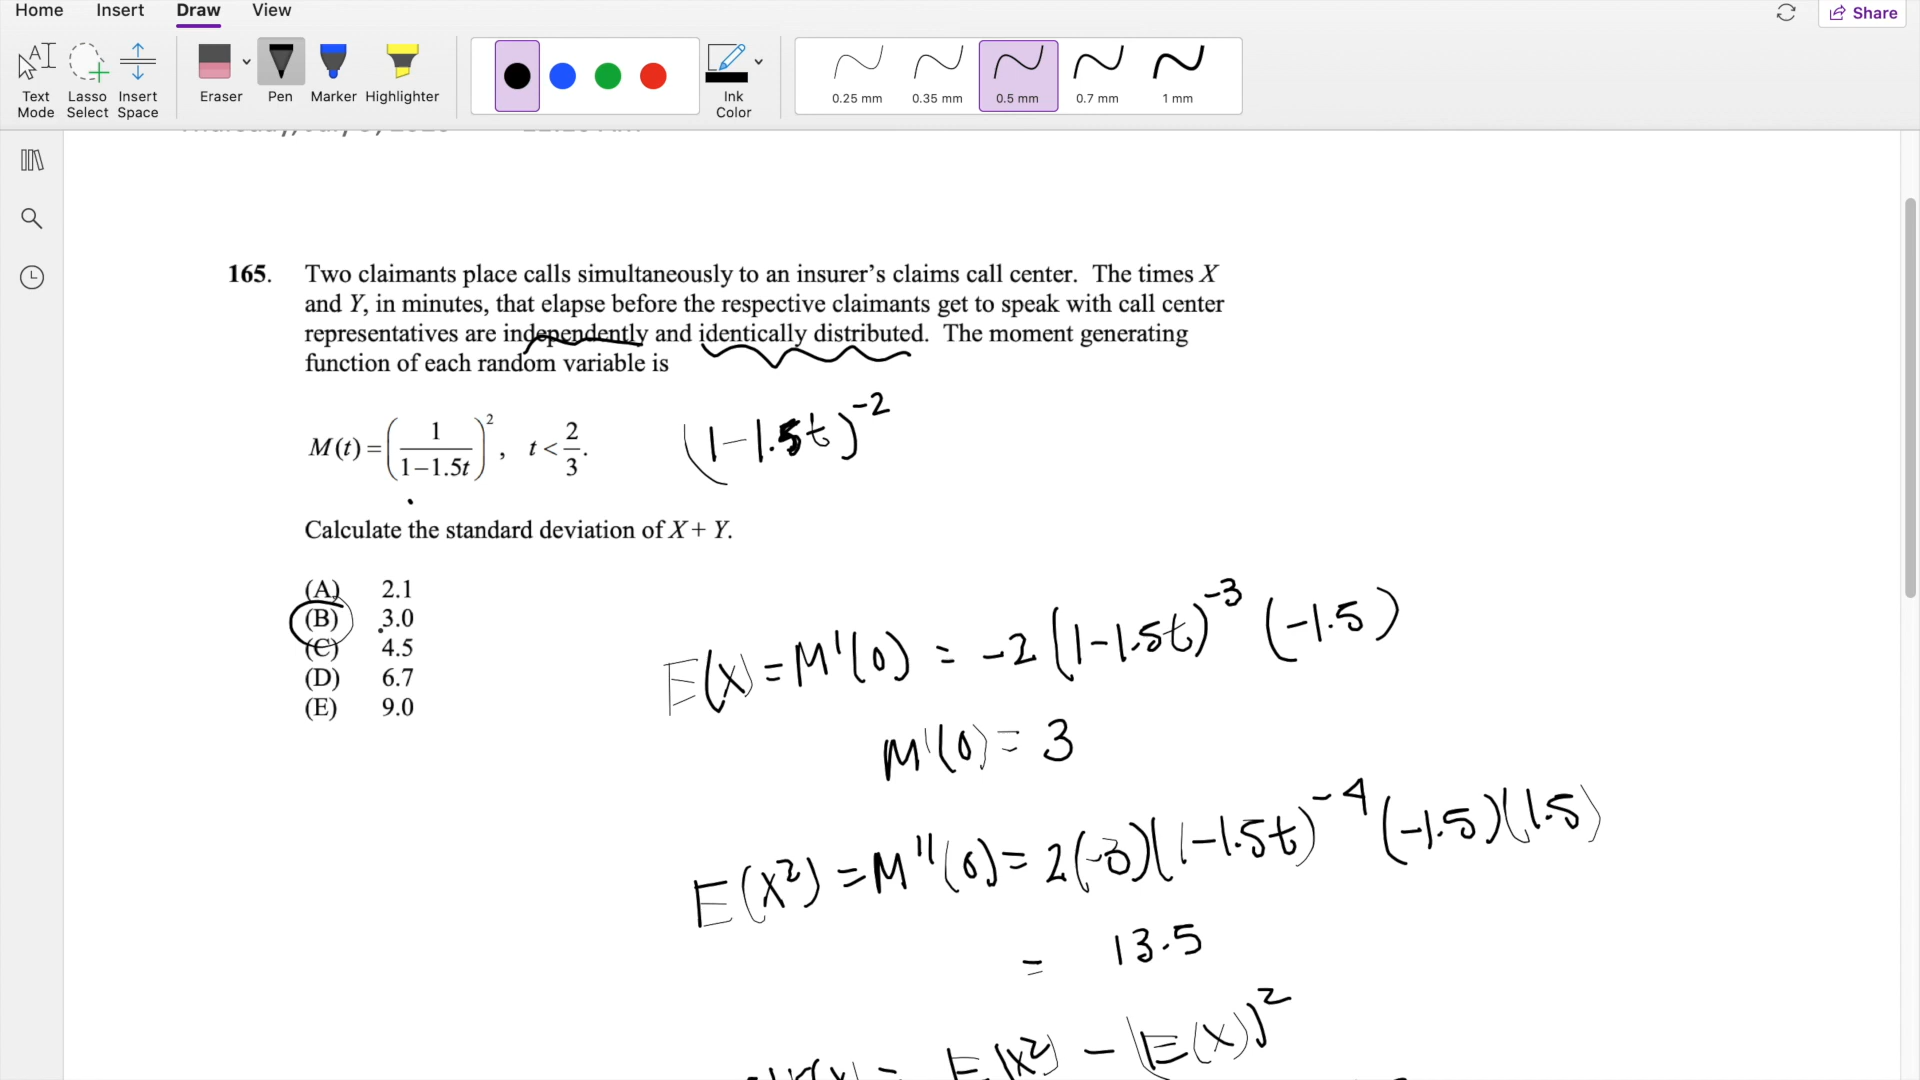 Home Insert Draw View Share
Text Mode Lasso Select Insert Space Eraser Pen Marker Highlighter Ink Color 0.25 mm 0.35 mm 0.5 mm 0.7 mm 1 mm
165. Two claimants place calls simultaneously to an insurer’s claims call center. The times X
and Y, in minutes, that elapse before the respective claimants get to speak with call center
representatives are independently and identically distributed. The moment generating
function of each random variable is
M(t) = (1/(1−1.5t))², t < 2/3.
(1-1.5t)⁻²
Calculate the standard deviation of X + Y.
(A) 2.1
(B) 3.0
(C) 4.5
(D) 6.7
(E) 9.0
E(x) = M'(0) = -2(1-1.5t)⁻³ (-1.5)
M'(0) = 3
E(x²) = M''(0) = 2(-3)(1-1.5t)⁻⁴ (-1.5)(1.5)
= 13.5
= E(x²) - (E(x))²